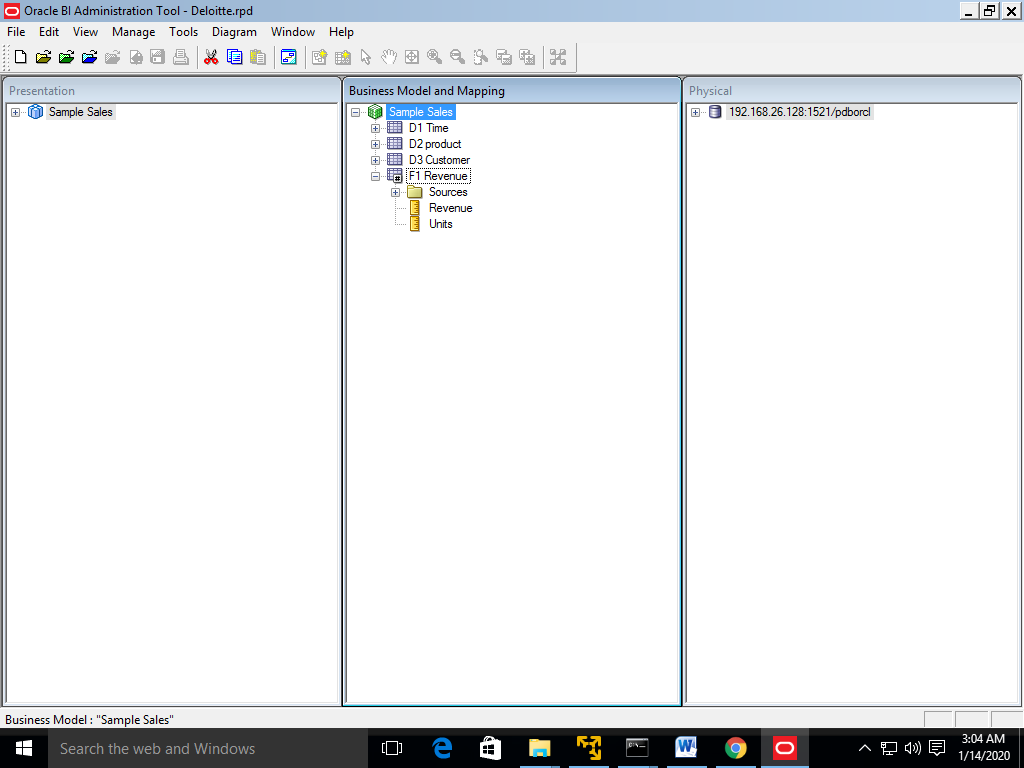 Oracle BI Administration Tool - Deloitte.rpd
File Edit View Manage Tools Diagram Window Help
Presentation
Sample Sales
Business Model and Mapping
Sample Sales
D1 Time
D2 product
D3 Customer
F1 Revenue
Sources
Revenue
Units
Physical
192.168.26.128:1521/pdborcl
Business Model : "Sample Sales"
Search the web and Windows
3:04 AM
1/14/2020